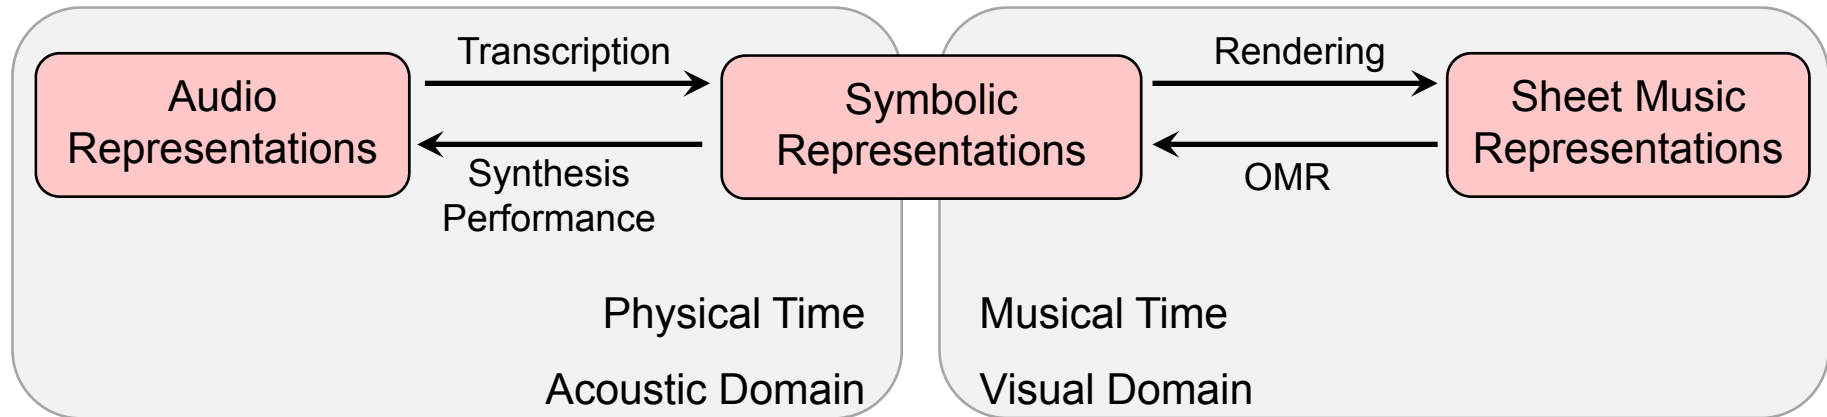 Audio
Representations
Transcription
Synthesis
Performance
Symbolic
Representations
Rendering
OMR
Sheet Music
Representations
Physical Time
Acoustic Domain
Musical Time
Visual Domain